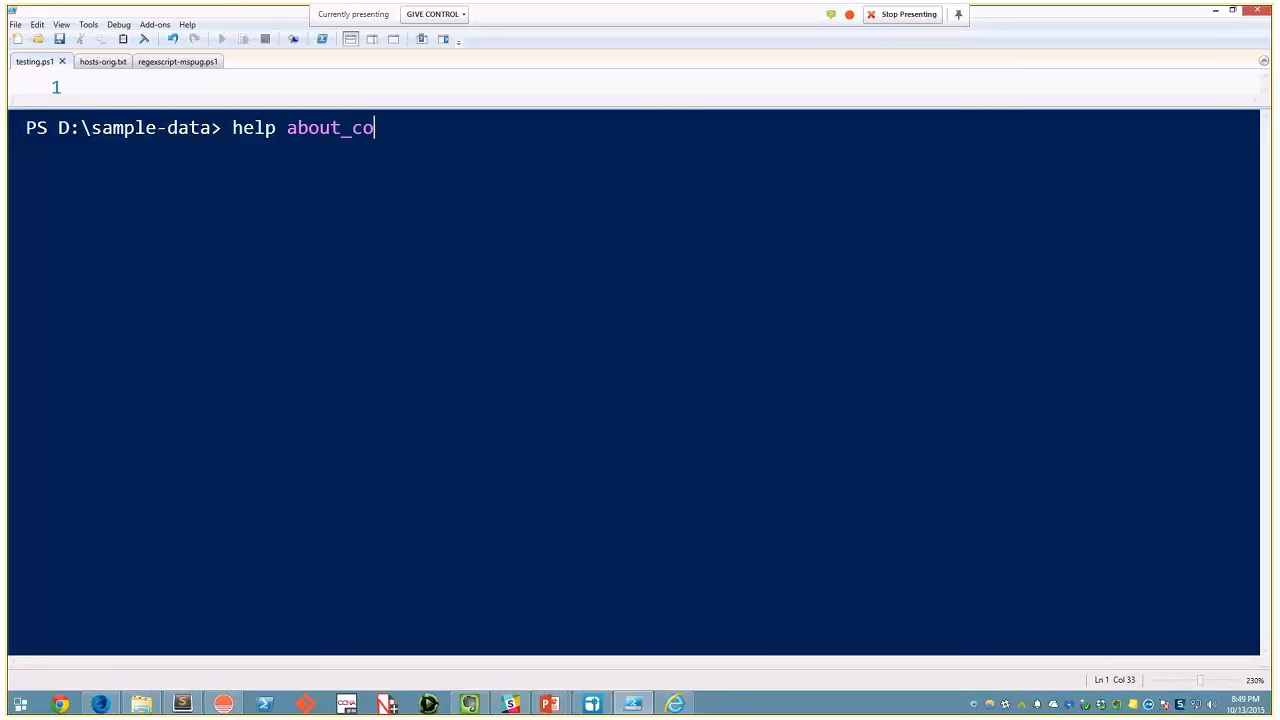 Currently presenting GIVE CONTROL Stop Presenting
File Edit View Tools Debug Add-ons Help
testing.ps1 hosts-orig.txt regexscript-mspug.ps1
1
PS D:\sample-data> help about_co
Ln 1 Col 33 230%
CCNA
8:49 PM
10/13/2015